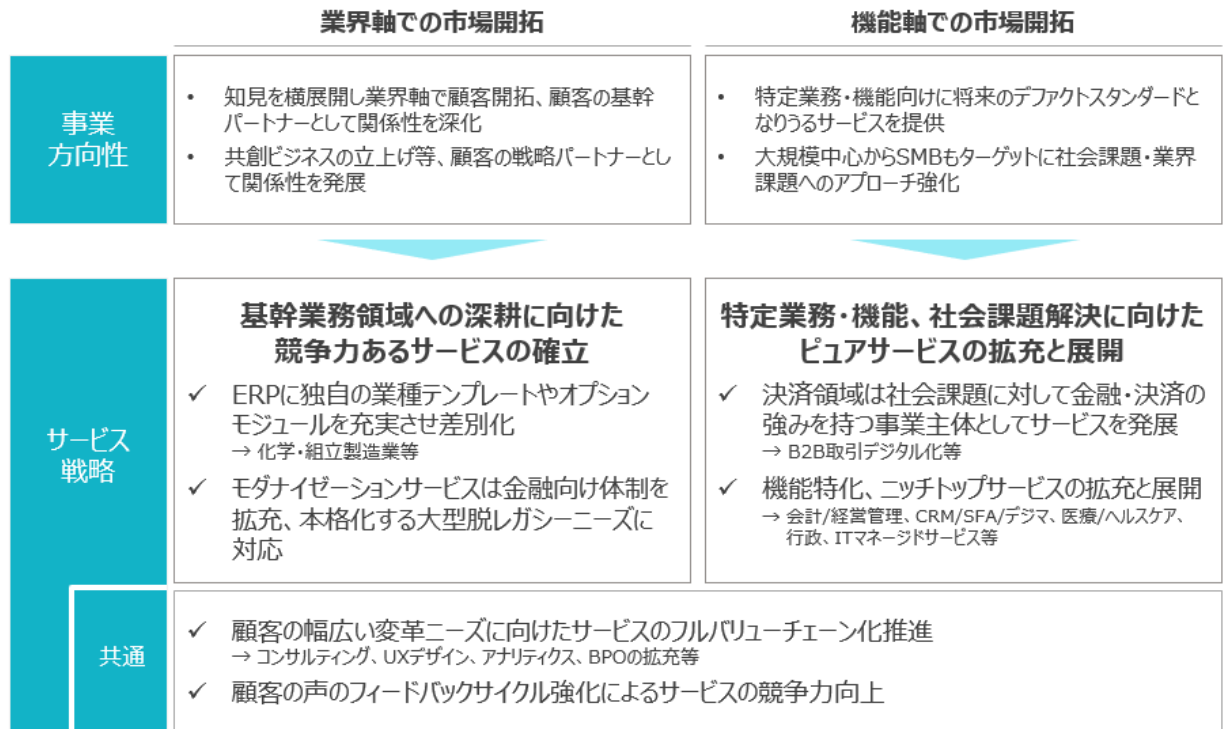 業界軸での市場開拓
機能軸での市場開拓
事業
方向性
• 知見を横展開し業界軸で顧客開拓、顧客の基幹
パートナーとして関係性を深化
• 共創ビジネスの立上げ等、顧客の戦略パートナーとし
て関係性を発展
• 特定業務・機能向けに将来のデファクトスタンダードと
なりうるサービスを提供
• 大規模中心からSMBもターゲットに社会課題・業界
課題へのアプローチ強化
サービス
戦略
基幹業務領域への深耕に向けた
競争力あるサービスの確立
✓ ERPに独自の業種テンプレートやオプション
モジュールを充実させ差別化
→ 化学・組立製造業等
✓ モダナイゼーションサービスは金融向け体制を
拡充、本格化する大型脱レガシーニーズに
対応
特定業務・機能、社会課題解決に向けた
ピュアサービスの拡充と展開
✓ 決済領域は社会課題に対して金融・決済の
強みを持つ事業主体としてサービスを発展
→ B2B取引デジタル化等
✓ 機能特化、ニッチトップサービスの拡充と展開
→ 会計/経営管理、CRM/SFA/デジマ、医療/ヘルスケア、
行政、ITマネージドサービス等
共通
✓ 顧客の幅広い変革ニーズに向けたサービスのフルバリューチェーン化推進
→ コンサルティング、UXデザイン、アナリティクス、BPOの拡充等
✓ 顧客の声のフィードバックサイクル強化によるサービスの競争力向上